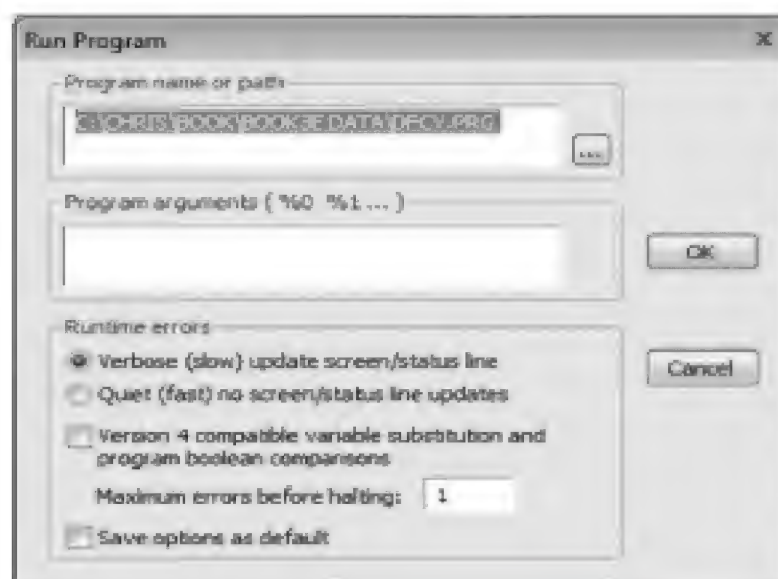 Run Program
Program name or path
C:\CHRIS\BOOK\BOOK3E.DATA\DFCV.PRG
...
Program arguments ( %0 %1 ... )
OK
Runtime errors
Verbose (slow) update screen/status line
Cancel
Quiet (fast) no screen/status line updates
Version 4 compatible variable substitution and
program boolean comparisons
Maximum errors before halting: 1
Save options as default